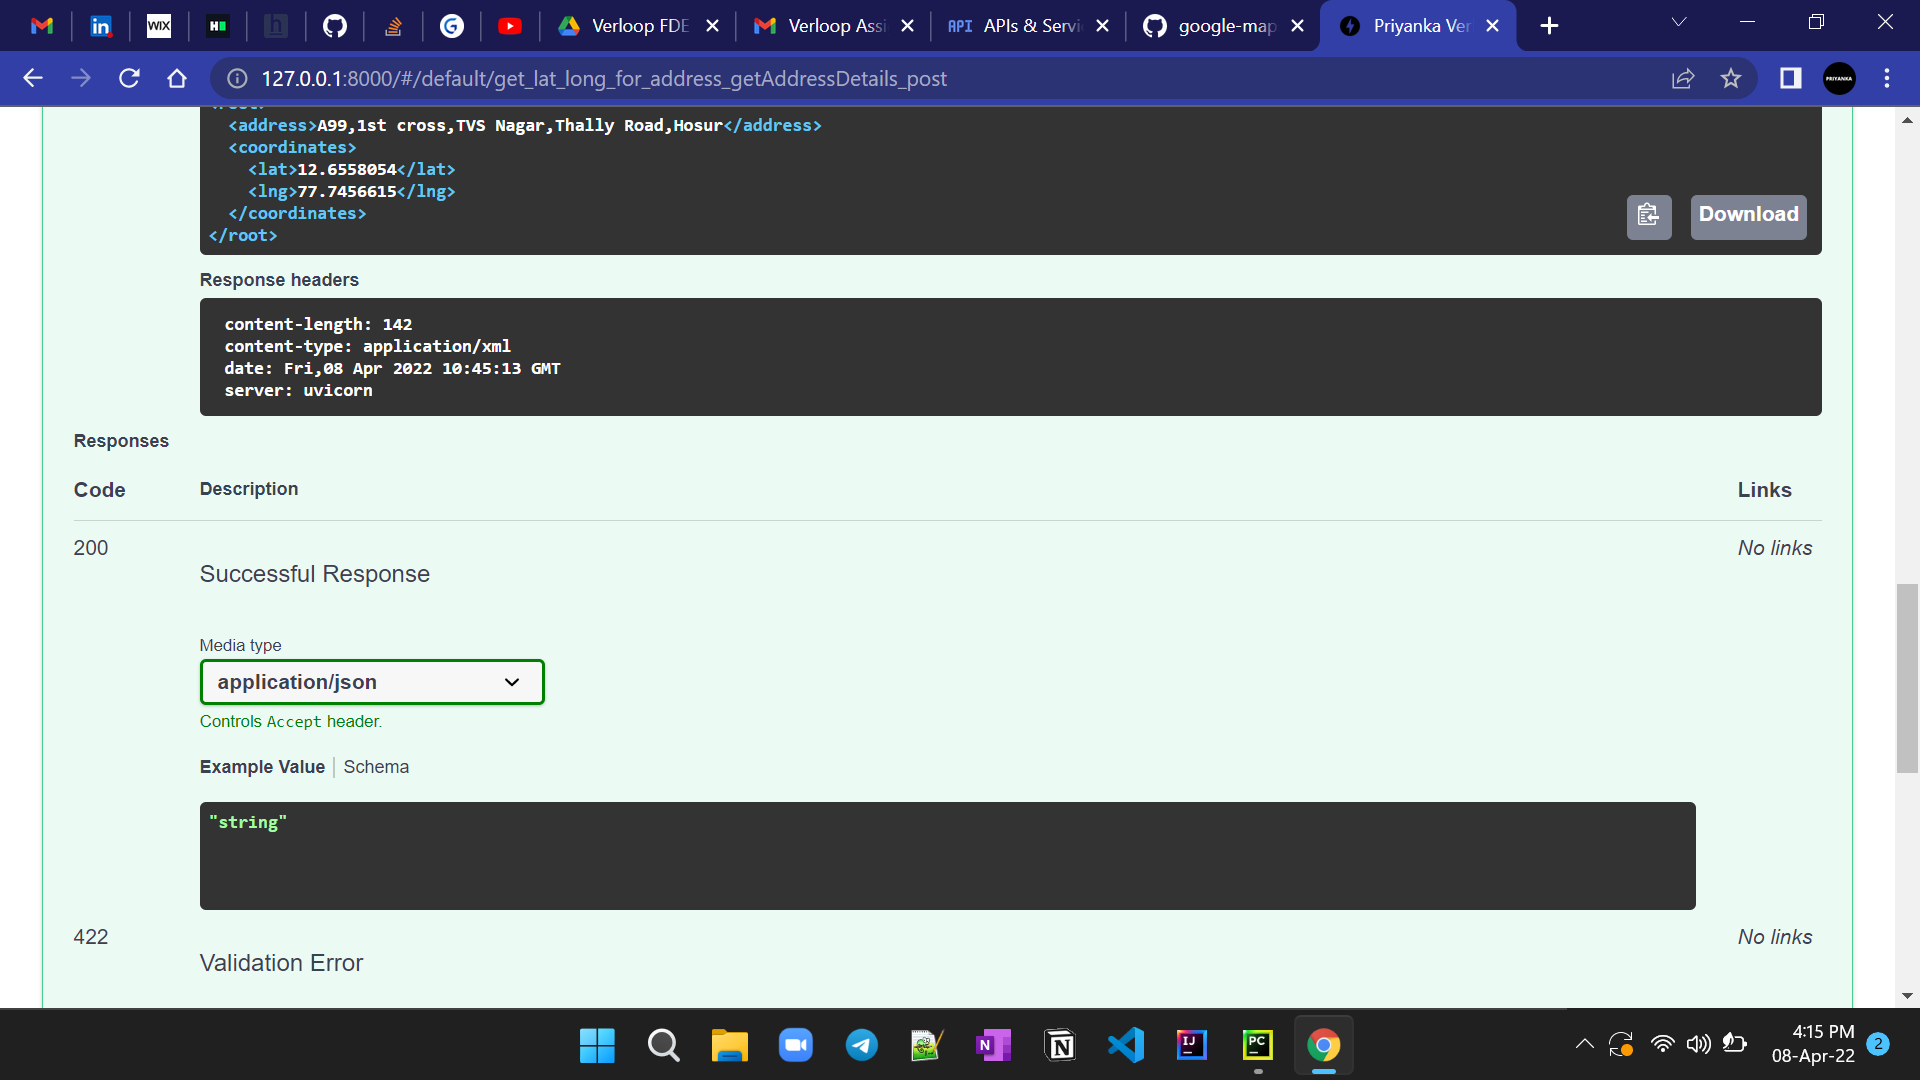 WIX
H
h
Verloop FDE
Verloop Assi
API APIs & Servi
google-map
Priyanka Ver
127.0.0.1:8000/#/default/get_lat_long_for_address_getAddressDetails_post
PRIYANKA
<address>A99,1st cross,TVS Nagar,Thally Road,Hosur</address>
<coordinates>
<lat>12.6558054</lat>
<lng>77.7456615</lng>
</coordinates>
</root>
Download
Response headers
content-length: 142
content-type: application/xml
date: Fri,08 Apr 2022 10:45:13 GMT
server: uvicorn
Responses
Code Description Links
200 No links
Successful Response
Media type
application/json
Controls Accept header.
Example Value Schema
"string"
422 No links
Validation Error
4:15 PM
08-Apr-22
2